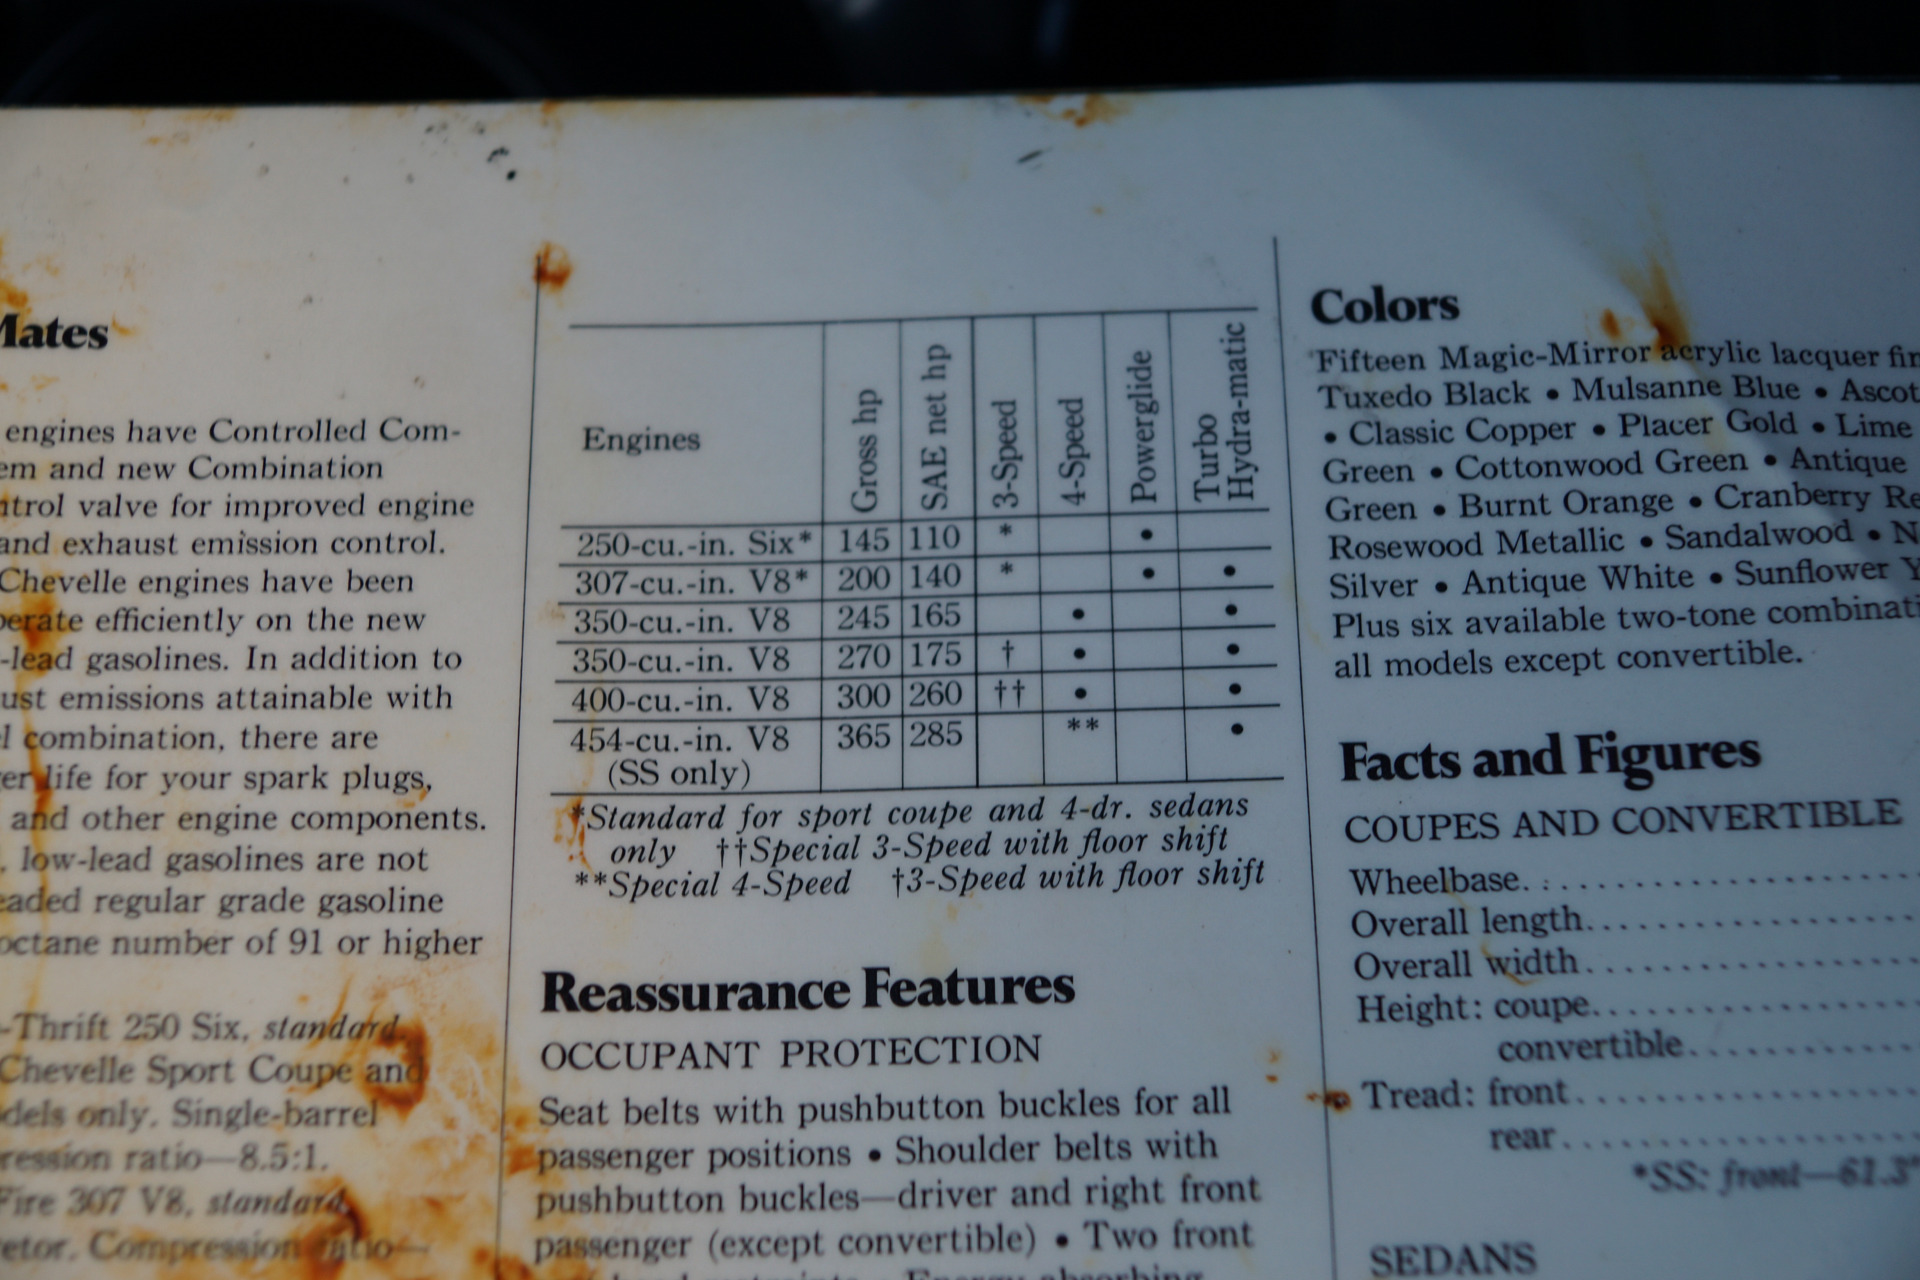 Mates
engines have Controlled Com-
and new Combination
valve for improved engine
and exhaust emission control.
Chevelle engines have been
efficiently on the new
-lead gasolines. In addition to
emissions attainable with
combination, there are
life for your spark plugs,
and other engine components.
low-lead gasolines are not
regular grade gasoline
octane number of 91 or higher
-Thrift 250 Six, standard
Chevelle Sport Coupe and
only. Single-barrel
ratio—8.5:1.
Fire 307 V8, standard
Compression ratio—
Engines Gross hp SAE net hp 3-Speed 4-Speed Powerglide Turbo Hydra-matic
250-cu.-in. Six* 145 110 * •
307-cu.-in. V8* 200 140 * • •
350-cu.-in. V8 245 165 • •
350-cu.-in. V8 270 175 † • •
400-cu.-in. V8 300 260 †† • •
454-cu.-in. V8 365 285 ** •
(SS only)
*Standard for sport coupe and 4-dr. sedans
only ††Special 3-Speed with floor shift
**Special 4-Speed †3-Speed with floor shift
Reassurance Features
OCCUPANT PROTECTION
Seat belts with pushbutton buckles for all
passenger positions • Shoulder belts with
pushbutton buckles—driver and right front
passenger (except convertible) • Two front
Colors
Fifteen Magic-Mirror acrylic lacquer
Tuxedo Black • Mulsanne Blue • Ascot
• Classic Copper • Placer Gold • Lime
Green • Cottonwood Green • Antique
Green • Burnt Orange • Cranberry
Rosewood Metallic • Sandalwood •
Silver • Antique White • Sunflower
Plus six available two-tone
all models except convertible.
Facts and Figures
COUPES AND CONVERTIBLE
Wheelbase.
Overall length.
Overall width.
Height: coupe.
convertible.
Tread: front.
rear.
*SS: front—61.3"
SEDANS